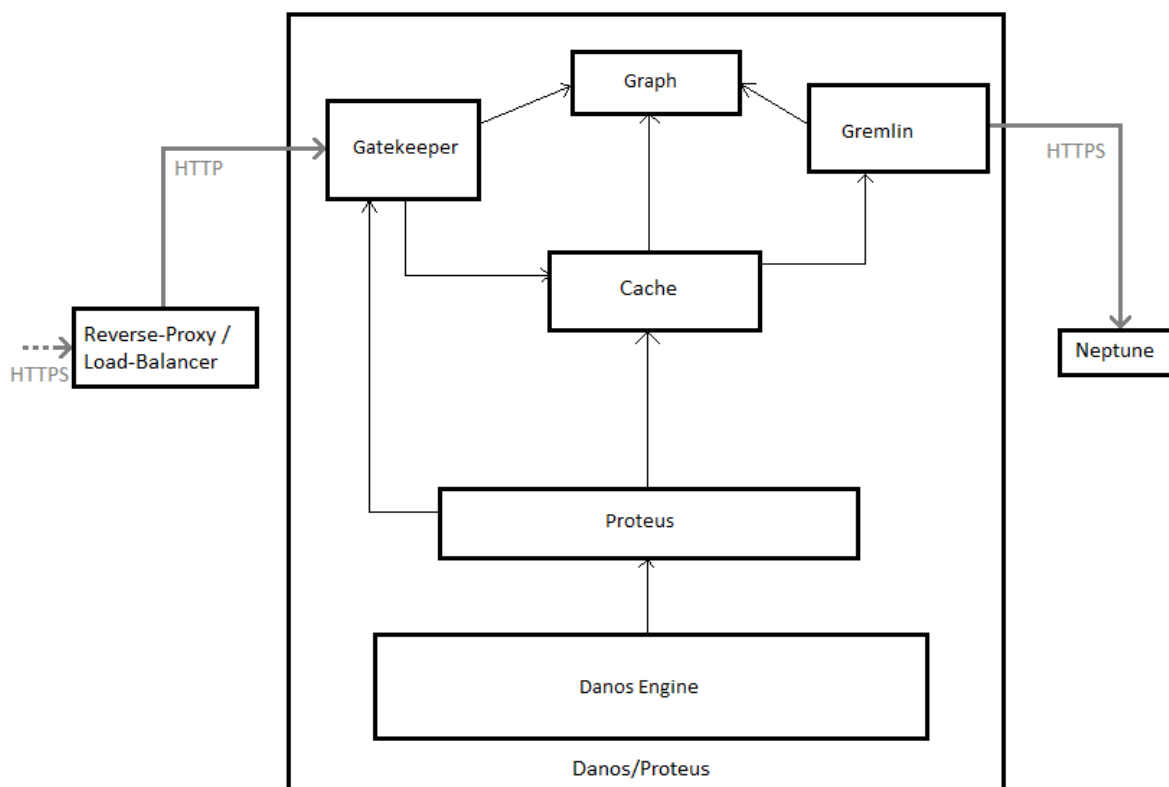 Graph
Gatekeeper
Gremlin
HTTP
HTTPS
Cache
Reverse-Proxy /
Load-Balancer
HTTPS
Neptune
Proteus
Danos Engine
Danos/Proteus